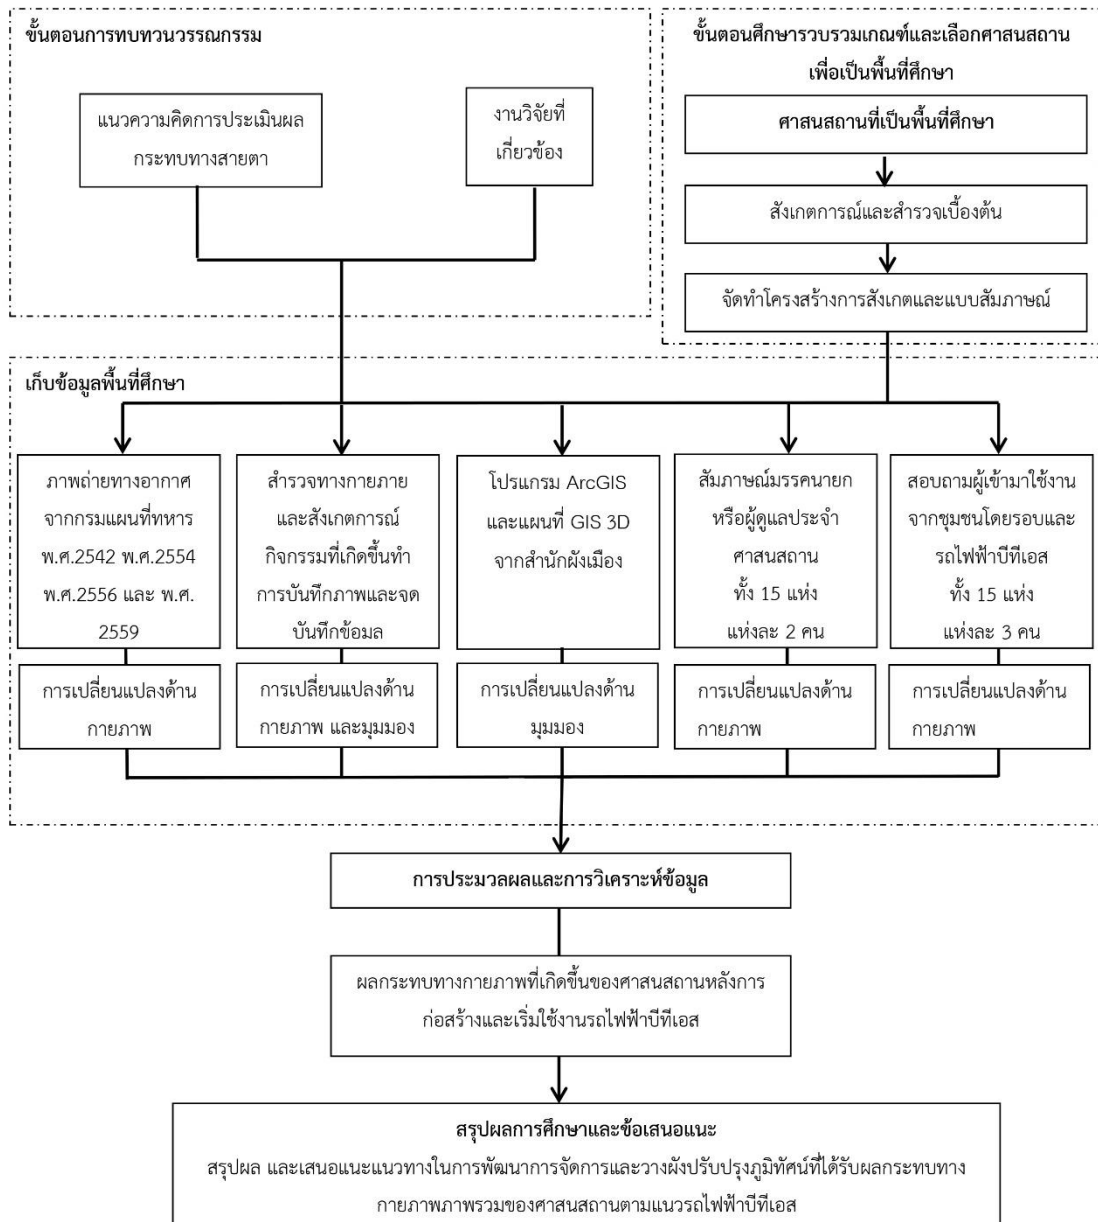 ขั้นตอนการทบทวนวรรณกรรม
แนวความคิดการประเมินผล
กระทบทางสายตา
งานวิจัยที่
เกี่ยวข้อง
ขั้นตอนศึกษารวบรวมเกณฑ์และเลือกศาสนสถาน
เพื่อเป็นพื้นที่ศึกษา
ศาสนสถานที่เป็นพื้นที่ศึกษา
สังเกตการณ์และสำรวจเบื้องต้น
จัดทำโครงสร้างการสังเกตและแบบสัมภาษณ์
เก็บข้อมูลพื้นที่ศึกษา
ภาพถ่ายทางอากาศ
จากกรมแผนที่ทหาร
พ.ศ.2542 พ.ศ.2554
พ.ศ.2556 และ พ.ศ.
2559
สำรวจทางกายภาย
และสังเกตการณ์
กิจกรรมที่เกิดขึ้นทำ
การบันทึกภาพและจด
บันทึกข้อมล
โปรแกรม ArcGIS
และแผนที่ GIS 3D
จากสำนักผังเมือง
สัมภาษณ์มรรคนายก
หรือผู้ดูแลประจำ
ศาสนสถาน
ทั้ง 15 แห่ง
แห่งละ 2 คน
สอบถามผู้เข้ามาใช้งาน
จากชุมชนโดยรอบและ
รถไฟฟ้าบีทีเอส
ทั้ง 15 แห่ง
แห่งละ 3 คน
การเปลี่ยนแปลงด้าน
กายภาพ
การเปลี่ยนแปลงด้าน
กายภาพ และมุมมอง
การเปลี่ยนแปลงด้าน
มุมมอง
การเปลี่ยนแปลงด้าน
กายภาพ
การเปลี่ยนแปลงด้าน
กายภาพ
การประมวลผลและการวิเคราะห์ข้อมูล
ผลกระทบทางกายภาพที่เกิดขึ้นของศาสนสถานหลังการ
ก่อสร้างและเริ่มใช้งานรถไฟฟ้าบีทีเอส
สรุปผลการศึกษาและข้อเสนอแนะ
สรุปผล และเสนอแนะแนวทางในการพัฒนาการจัดการและวางผังปรับปรุงภูมิทัศน์ที่ได้รับผลกระทบทาง
กายภาพภาพรวมของศาสนสถานตามแนวรถไฟฟ้าบีทีเอส